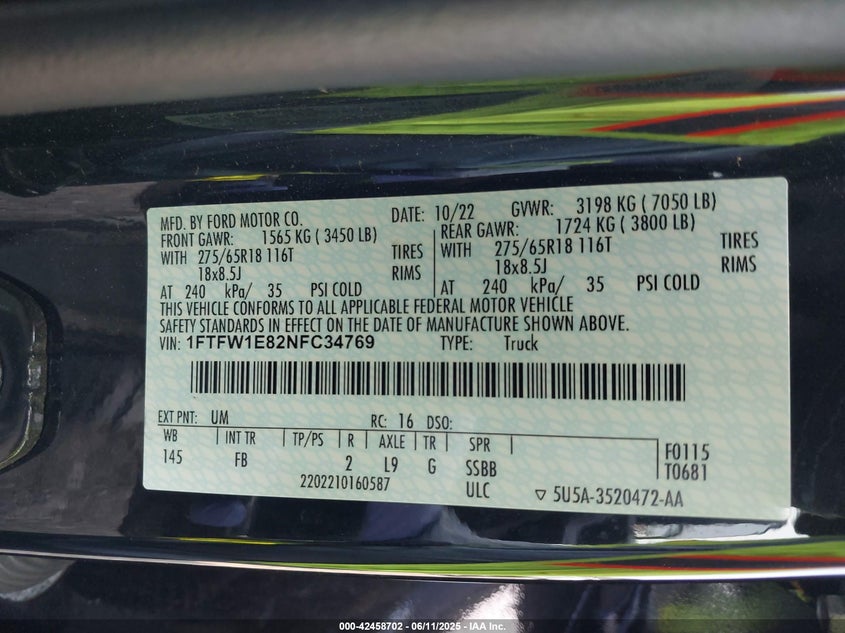 MFD. BY FORD MOTOR CO. DATE: 10/22 GVWR: 3198 KG ( 7050 LB)
FRONT GAWR: 1565 KG ( 3450 LB) REAR GAWR: 1724 KG ( 3800 LB)
WITH 275/65R18 116T TIRES WITH 275/65R18 116T TIRES
18x8.5J RIMS 18x8.5J RIMS
AT 240 kPa/ 35 PSI COLD AT 240 kPa/ 35 PSI COLD
THIS VEHICLE CONFORMS TO ALL APPLICABLE FEDERAL MOTOR VEHICLE
SAFETY STANDARDS IN EFFECT ON THE DATE OF MANUFACTURE SHOWN ABOVE.
VIN: 1FTFW1E82NFC34769 TYPE: Truck
EXT PNT: UM RC: 16 DSO:
WB INT TR TP/PS R AXLE TR SPR F0115
145 FB 2 L9 G SSBB T0681
2202210160587 ULC ▽ 5U5A-3520472-AA
000-42458702 - 06/11/2025 - IAA Inc.